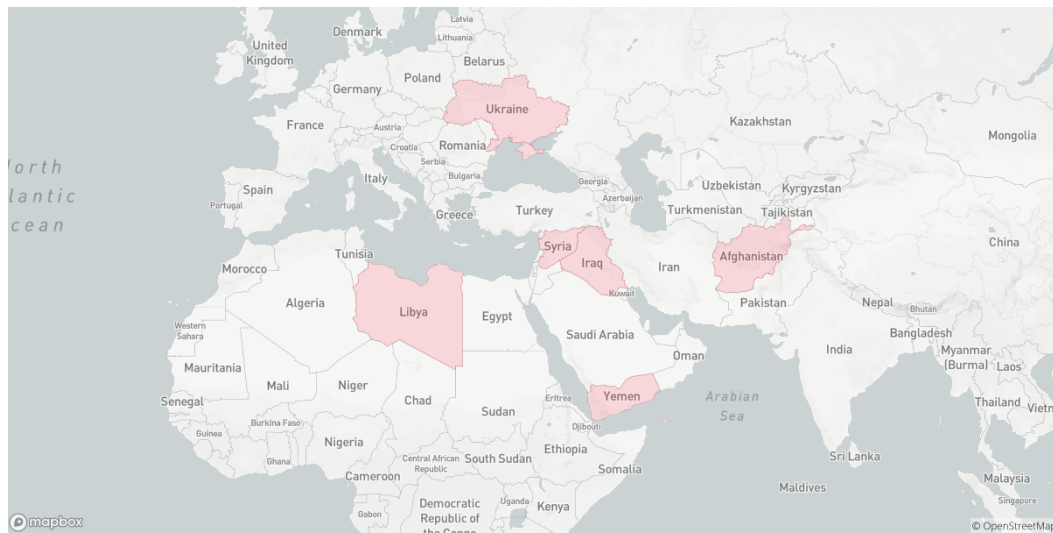 Latvia
Denmark
Lithuania
United
Kingdom
Belarus
Poland
Germany
Ukraine
Kazakhstan
France
Austria
Mongolia
Croatia
Romania
Serbia
North
Atlantic
Ocean
Italy
Bulgaria
Georgia
Uzbekistan
Kyrgyzstan
Spain
Azerbaijan
Portugal
Greece
Turkey
Turkmenistan
Tajikistan
China
Syria
Tunisia
Iraq
Iran
Afghanistan
Morocco
Kuwait
Algeria
Libya
Egypt
Pakistan
Nepal
Bhutan
Western
Sahara
Saudi Arabia
Bangladesh
India
Oman
Myanmar
(Burma)
Laos
Mauritania
Mali
Niger
Chad
Yemen
Arabian
Sea
Senegal
Eritrea
Sudan
Thailand
Vietn
Burkina Faso
Djibouti
Guinea
Nigeria
Ethiopia
Ghana
Central African
Republic
South Sudan
Sri Lanka
Somalia
Cameroon
Malaysia
Maldives
Singapore
Uganda
Kenya
Gabon
Democratic
Republic of
the Congo
mapbox
© OpenStreetMap